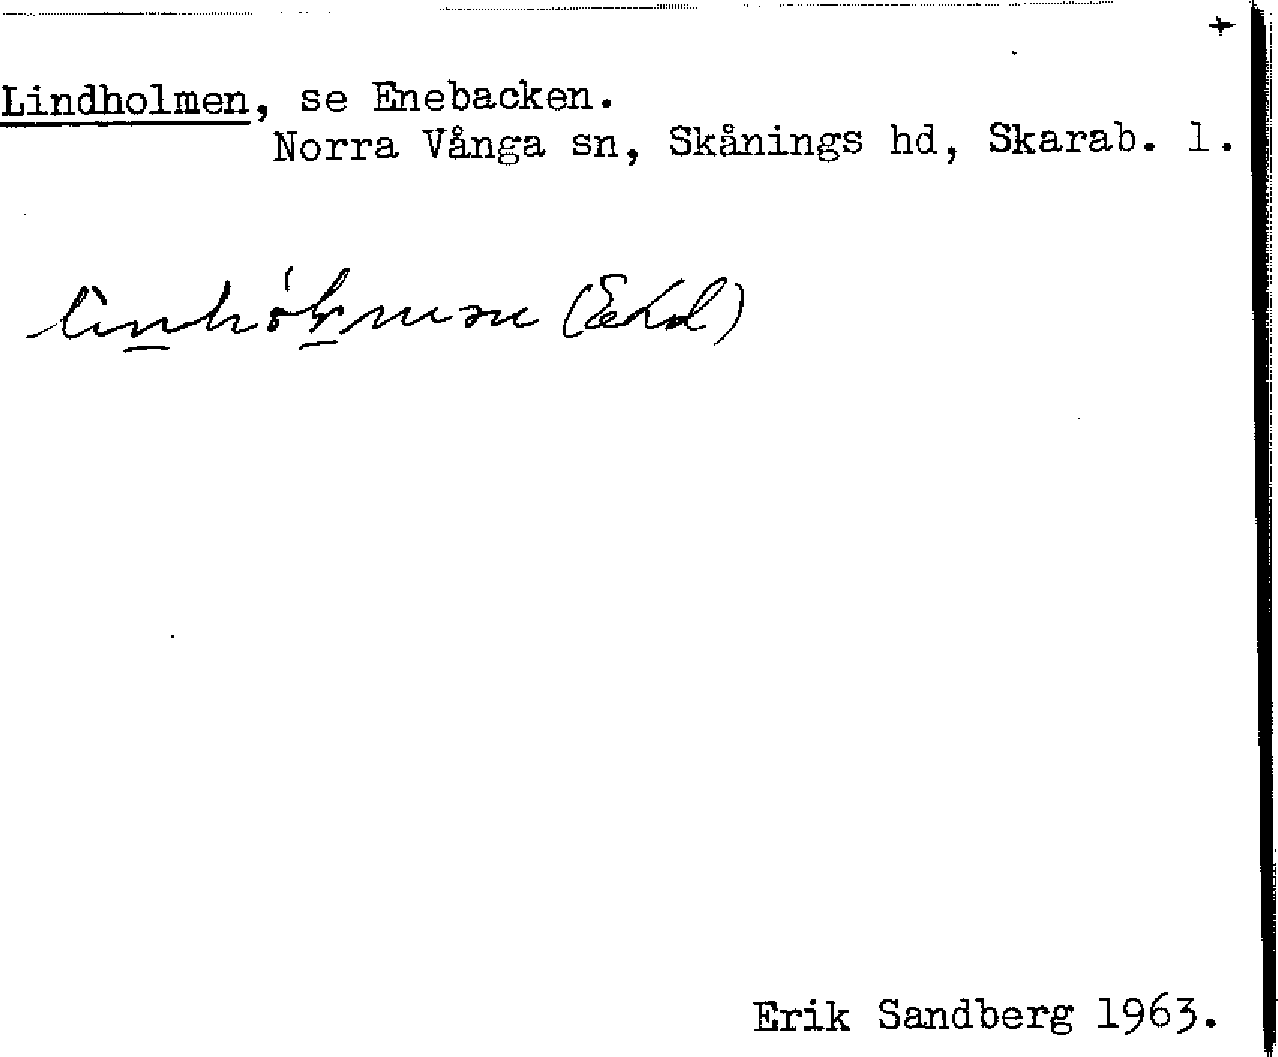 +
Lindholmen, se Enebacken.
Norra Vånga sn, Skånings hd, Skarab. l.
Erik Sandberg 1963.